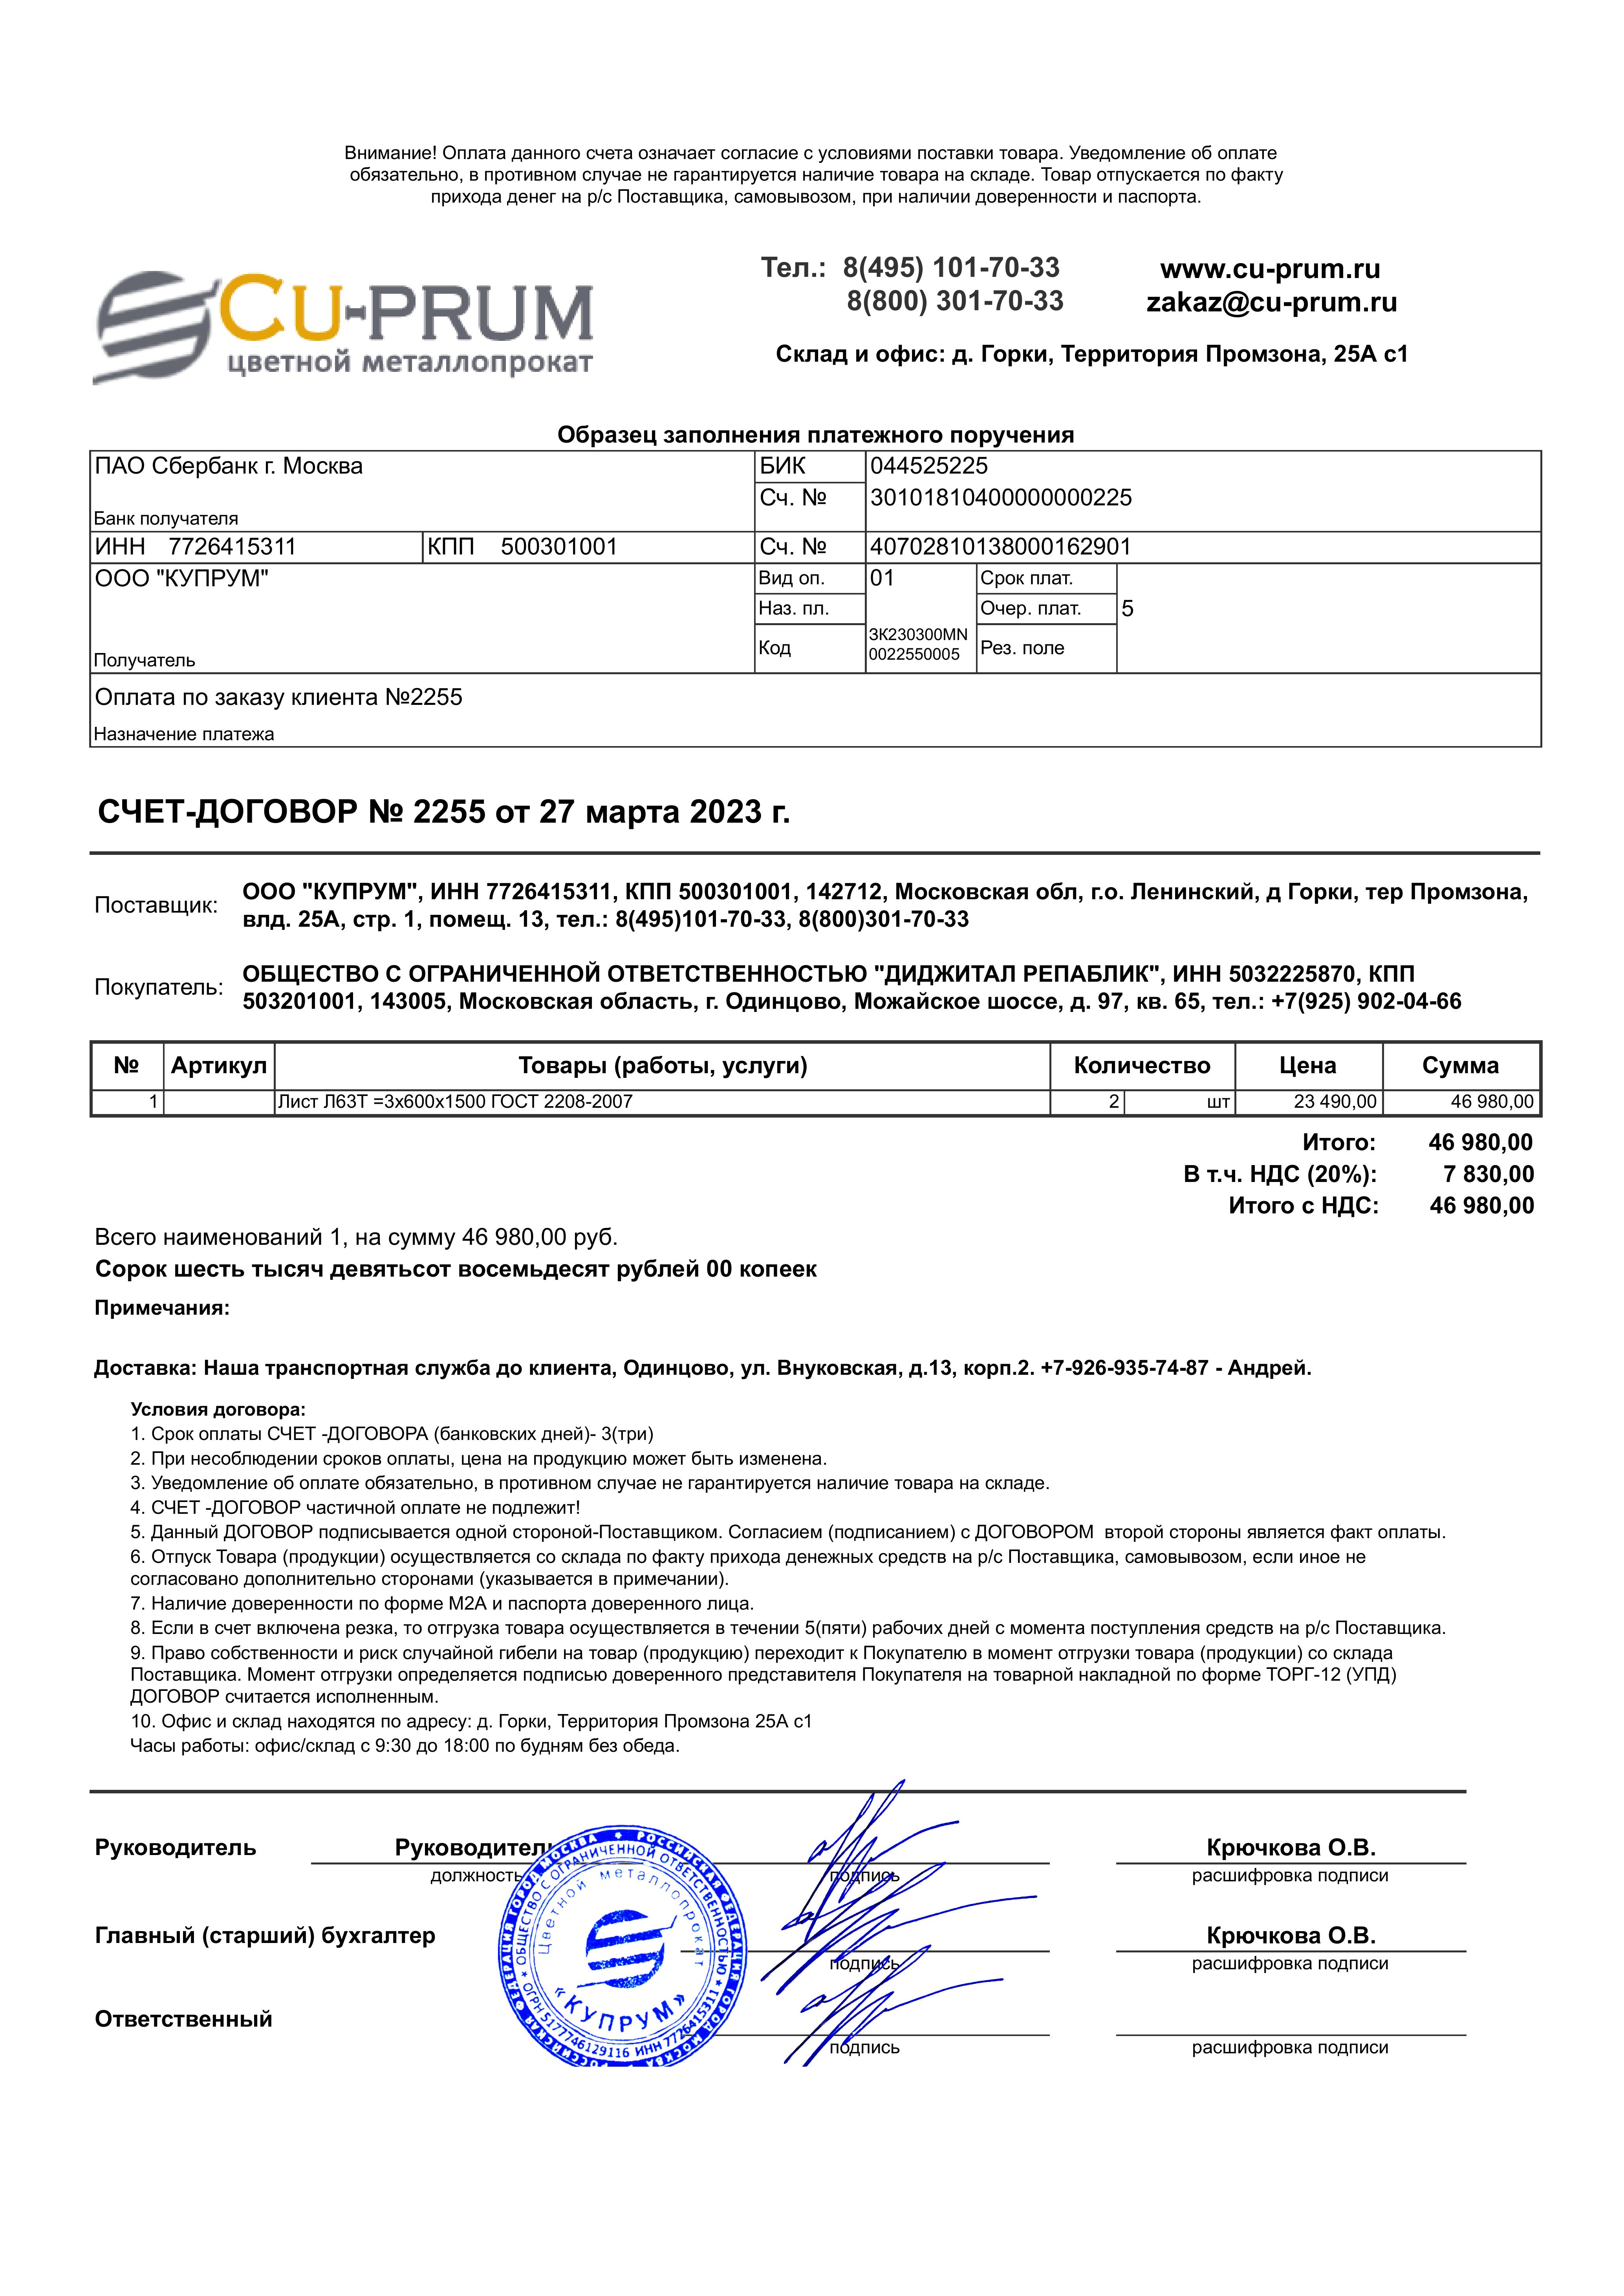 Внимание! Оплата данного счета означает согласие с условиями поставки товара. Уведомление об оплате
обязательно, в противном случае не гарантируется наличие товара на складе. Товар отпускается по факту
прихода денег на р/с Поставщика, самовывозом, при наличии доверенности и паспорта.
CU-PRUM
цветной металлопрокат
Тел.: 8(495) 101-70-33 www.cu-prum.ru
8(800) 301-70-33 zakaz@cu-prum.ru
Склад и офис: д. Горки, Территория Промзона, 25А с1
Образец заполнения платежного поручения
ПАО Сбербанк г. Москва БИК 044525225
Сч. № 30101810400000000225
Банк получателя
ИНН 7726415311 КПП 500301001 Сч. № 40702810138000162901
ООО "КУПРУМ" Вид оп. 01 Срок плат.
Наз. пл. Очер. плат. 5
Код ЗК230300MN Рез. поле
0022550005
Получатель
Оплата по заказу клиента №2255
Назначение платежа
СЧЕТ-ДОГОВОР № 2255 от 27 марта 2023 г.
Поставщик: ООО "КУПРУМ", ИНН 7726415311, КПП 500301001, 142712, Московская обл, г.о. Ленинский, д Горки, тер Промзона,
влд. 25А, стр. 1, помещ. 13, тел.: 8(495)101-70-33, 8(800)301-70-33
Покупатель: ОБЩЕСТВО С ОГРАНИЧЕННОЙ ОТВЕТСТВЕННОСТЬЮ "ДИДЖИТАЛ РЕПАБЛИК", ИНН 5032225870, КПП
503201001, 143005, Московская область, г. Одинцово, Можайское шоссе, д. 97, кв. 65, тел.: +7(925) 902-04-66
№ Артикул Товары (работы, услуги) Количество Цена Сумма
1 Лист Л63Т =3х600х1500 ГОСТ 2208-2007 2 шт 23 490,00 46 980,00
Итого: 46 980,00
В т.ч. НДС (20%): 7 830,00
Итого с НДС: 46 980,00
Всего наименований 1, на сумму 46 980,00 руб.
Сорок шесть тысяч девятьсот восемьдесят рублей 00 копеек
Примечания:
Доставка: Наша транспортная служба до клиента, Одинцово, ул. Внуковская, д.13, корп.2. +7-926-935-74-87 - Андрей.
Условия договора:
1. Срок оплаты СЧЕТ -ДОГОВОРА (банковских дней)- 3(три)
2. При несоблюдении сроков оплаты, цена на продукцию может быть изменена.
3. Уведомление об оплате обязательно, в противном случае не гарантируется наличие товара на складе.
4. СЧЕТ -ДОГОВОР частичной оплате не подлежит!
5. Данный ДОГОВОР подписывается одной стороной-Поставщиком. Согласием (подписанием) с ДОГОВОРОМ второй стороны является факт оплаты.
6. Отпуск Товара (продукции) осуществляется со склада по факту прихода денежных средств на р/с Поставщика, самовывозом, если иное не
согласовано дополнительно сторонами (указывается в примечании).
7. Наличие доверенности по форме М2А и паспорта доверенного лица.
8. Если в счет включена резка, то отгрузка товара осуществляется в течении 5(пяти) рабочих дней с момента поступления средств на р/с Поставщика.
9. Право собственности и риск случайной гибели на товар (продукцию) переходит к Покупателю в момент отгрузки товара (продукции) со склада
Поставщика. Момент отгрузки определяется подписью доверенного представителя Покупателя на товарной накладной по форме ТОРГ-12 (УПД)
ДОГОВОР считается исполненным.
10. Офис и склад находятся по адресу: д. Горки, Территория Промзона 25А с1
Часы работы: офис/склад с 9:30 до 18:00 по будням без обеда.
Руководитель Руководитель Крючкова О.В.
должность подпись расшифровка подписи
Главный (старший) бухгалтер Крючкова О.В.
подпись расшифровка подписи
Ответственный
подпись расшифровка подписи
РОССИЙСКАЯ ФЕДЕРАЦИЯ ГОРОД МОСКВА
ОБЩЕСТВО С ОГРАНИЧЕННОЙ ОТВЕТСТВЕННОСТЬЮ
ОГРН 5177746129116 ИНН 7726415311
Цветной металлопрокат
«КУПРУМ»